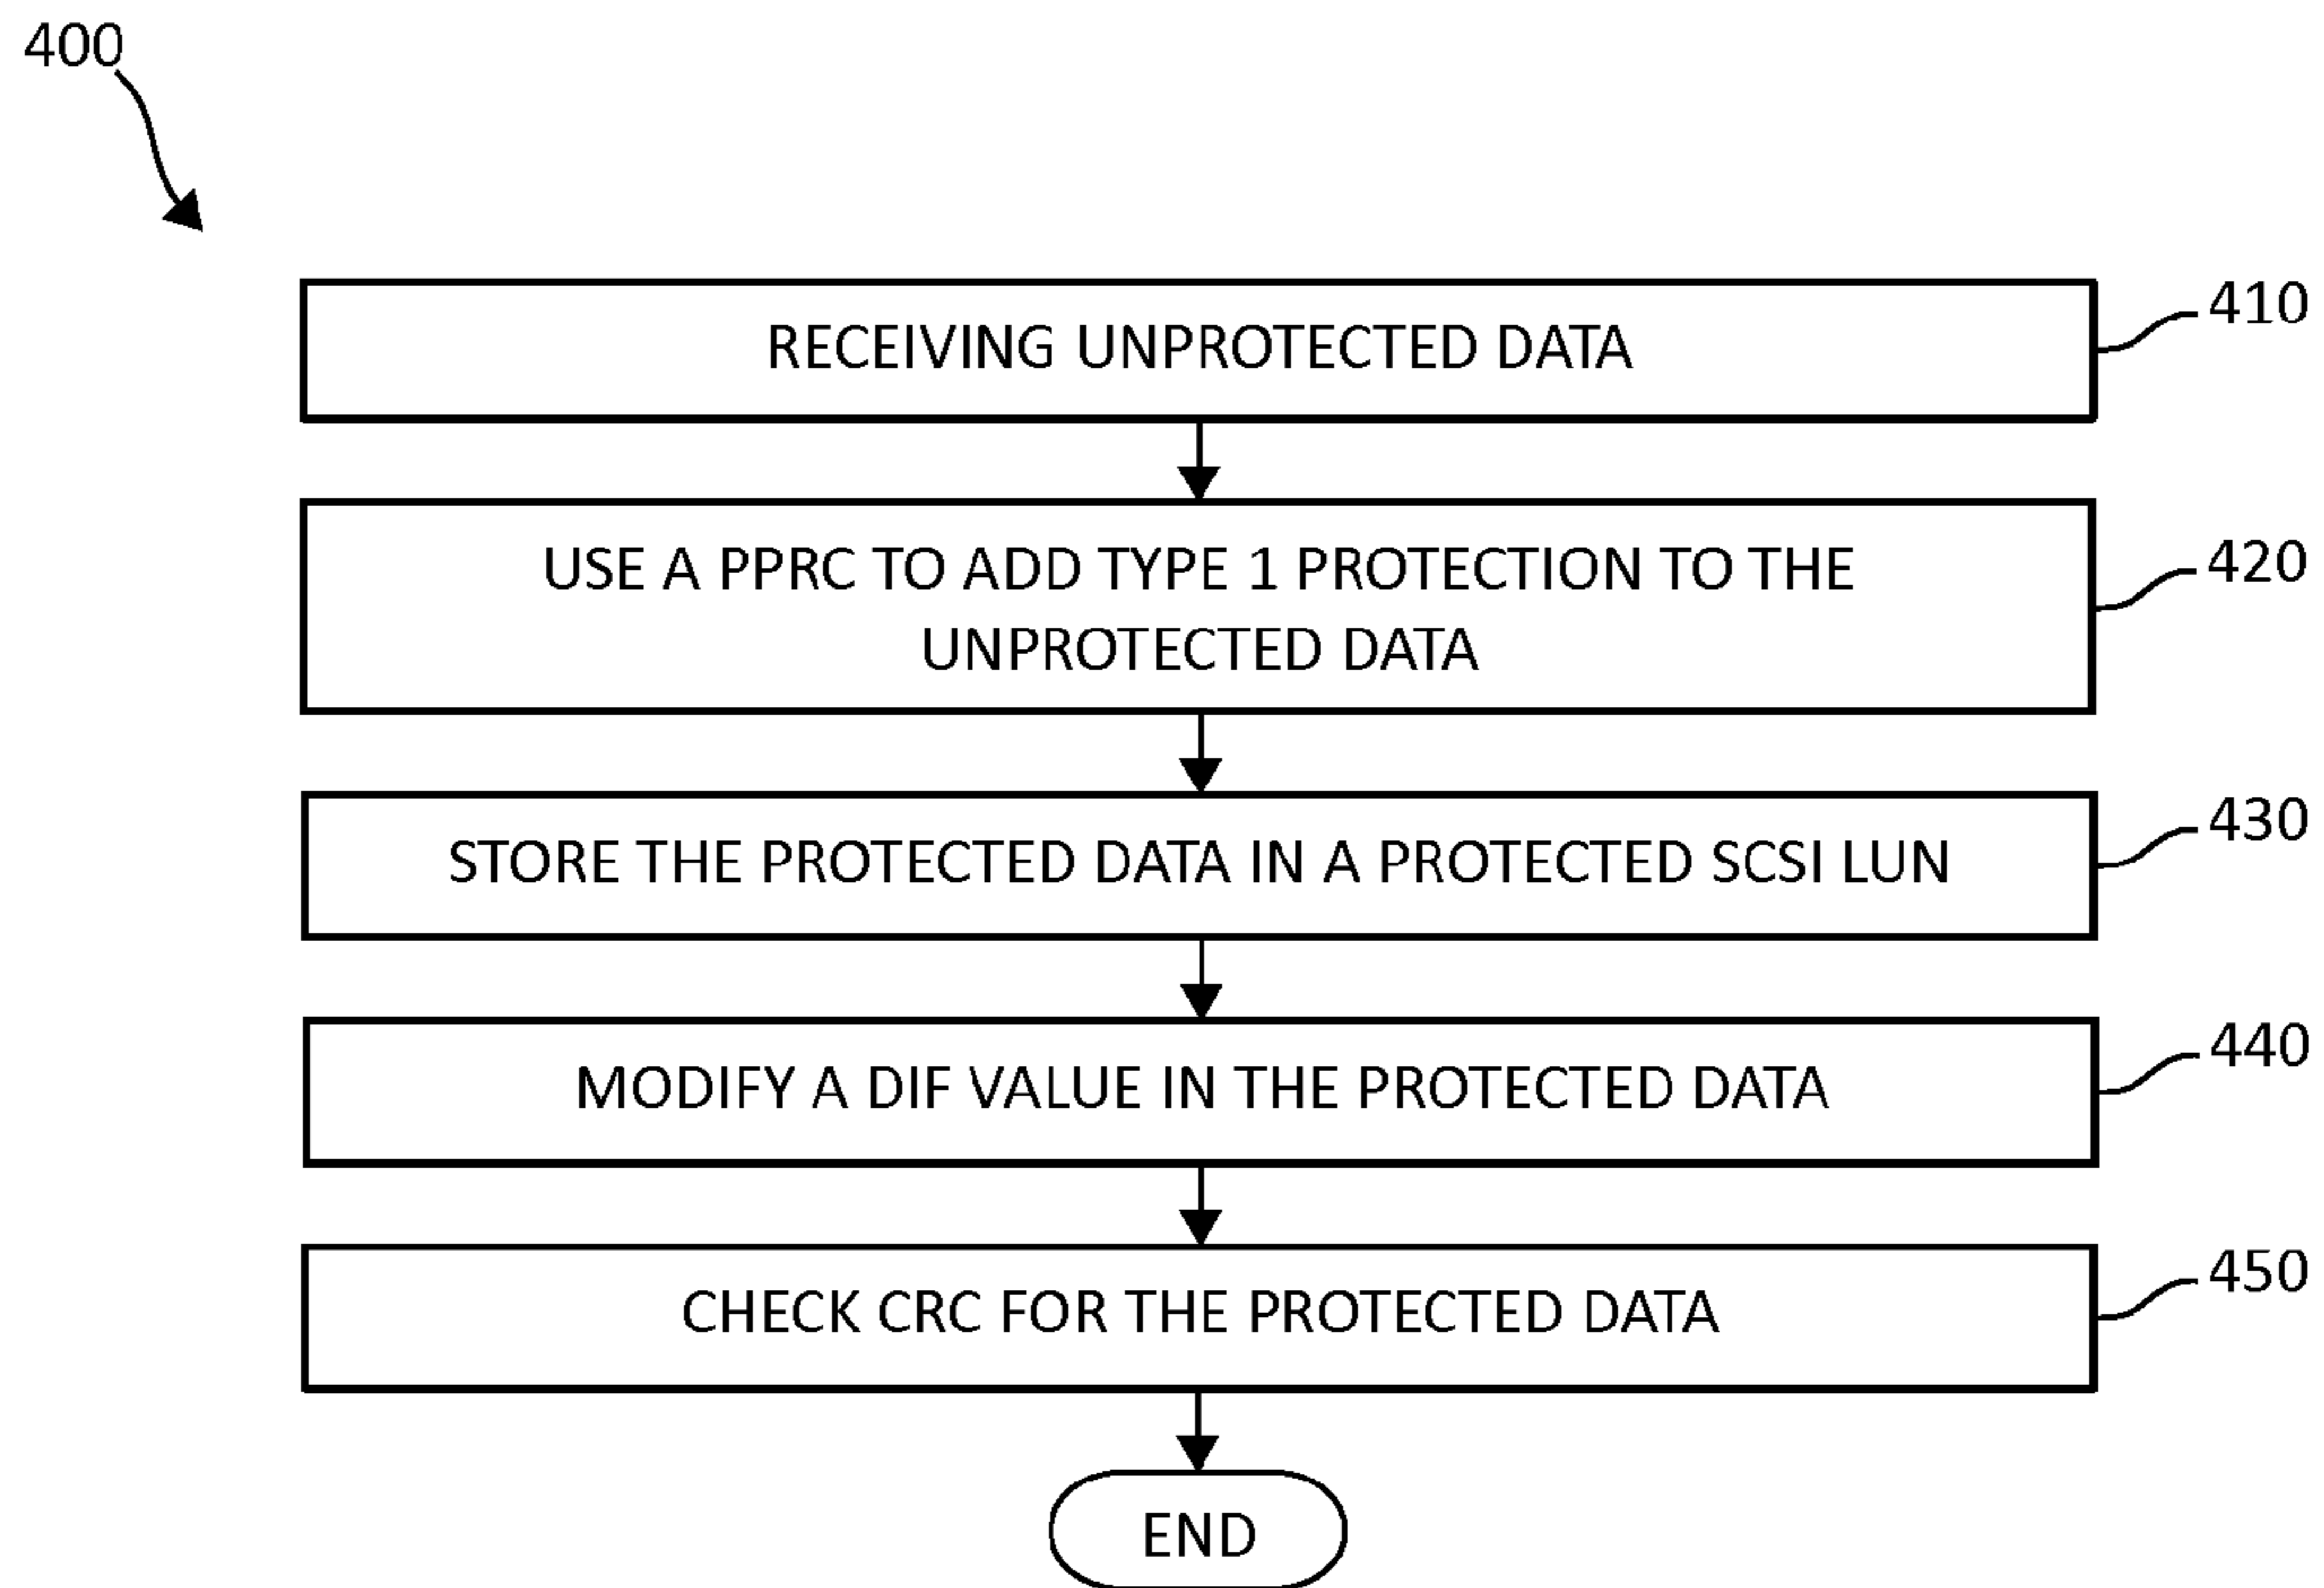 400
RECEIVING UNPROTECTED DATA
410
USE A PPRC TO ADD TYPE 1 PROTECTION TO THE
UNPROTECTED DATA
420
STORE THE PROTECTED DATA IN A PROTECTED SCSI LUN
430
MODIFY A DIF VALUE IN THE PROTECTED DATA
440
CHECK CRC FOR THE PROTECTED DATA
450
END